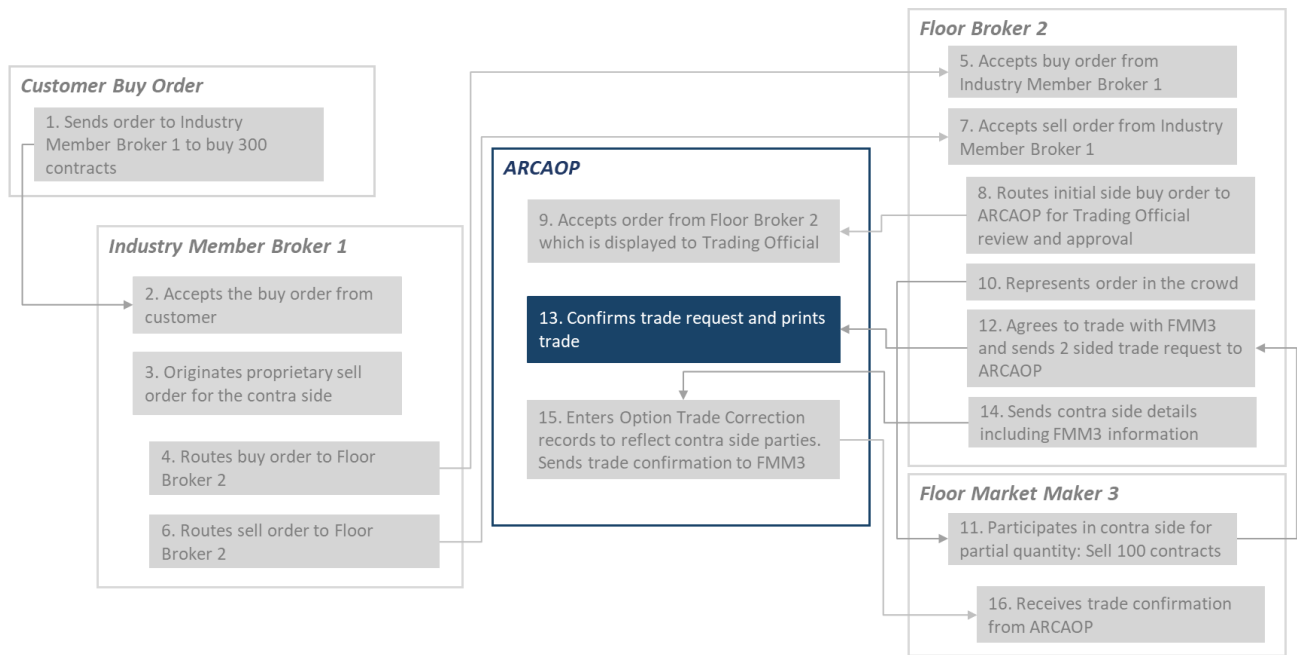 Customer Buy Order
1. Sends order to Industry
Member Broker 1 to buy 300
contracts
Industry Member Broker 1
2. Accepts the buy order from
customer
3. Originates proprietary sell
order for the contra side
4. Routes buy order to Floor
Broker 2
6. Routes sell order to Floor
Broker 2
ARCAOP
9. Accepts order from Floor Broker 2
which is displayed to Trading Official
13. Confirms trade request and prints
trade
15. Enters Option Trade Correction
records to reflect contra side parties.
Sends trade confirmation to FMM3
Floor Broker 2
5. Accepts buy order from
Industry Member Broker 1
7. Accepts sell order from Industry
Member Broker 1
8. Routes initial side buy order to
ARCAOP for Trading Official
review and approval
10. Represents order in the crowd
12. Agrees to trade with FMM3
and sends 2 sided trade request to
ARCAOP
14. Sends contra side details
including FMM3 information
Floor Market Maker 3
11. Participates in contra side for
partial quantity: Sell 100 contracts
16. Receives trade confirmation
from ARCAOP